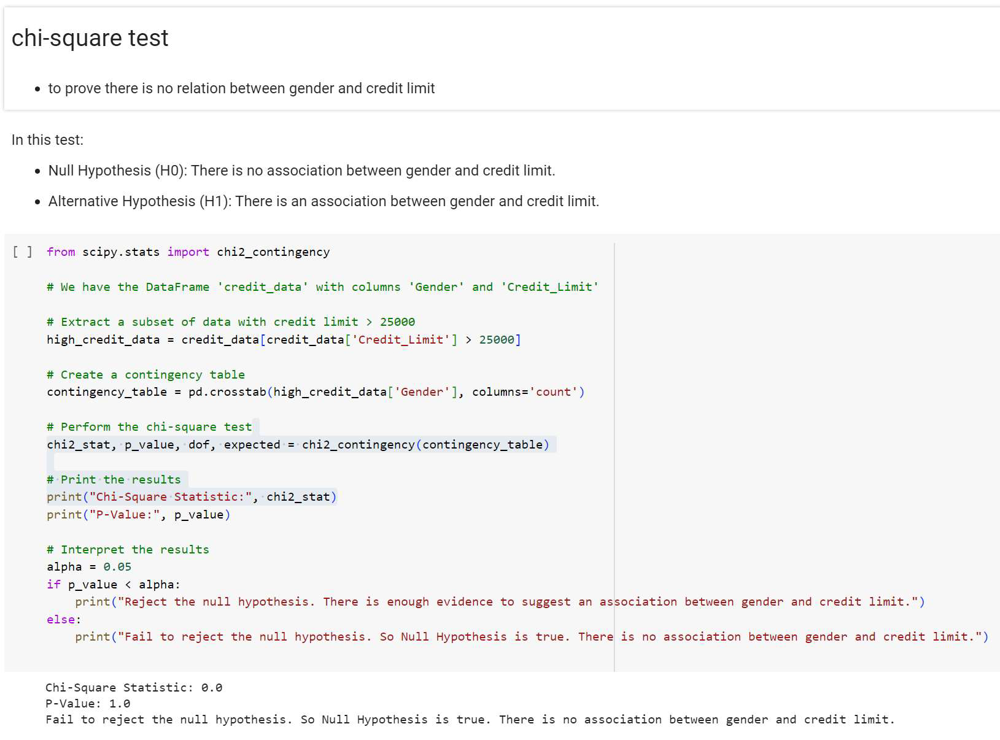 chi-square test
• to prove there is no relation between gender and credit limit
In this test:
• Null Hypothesis (H0): There is no association between gender and credit limit.
• Alternative Hypothesis (H1): There is an association between gender and credit limit.
[ ] from scipy.stats import chi2_contingency
# We have the DataFrame 'credit_data' with columns 'Gender' and 'Credit_Limit'
# Extract a subset of data with credit limit > 25000
high_credit_data = credit_data[credit_data['Credit_Limit'] > 25000]
# Create a contingency table
contingency_table = pd.crosstab(high_credit_data['Gender'], columns='count')
# Perform the chi-square test
chi2_stat, p_value, dof, expected = chi2_contingency(contingency_table)
# Print the results
print("Chi-Square Statistic:", chi2_stat)
print("P-Value:", p_value)
# Interpret the results
alpha = 0.05
if p_value < alpha:
    print("Reject the null hypothesis. There is enough evidence to suggest an association between gender and credit limit.")
else:
    print("Fail to reject the null hypothesis. So Null Hypothesis is true. There is no association between gender and credit limit.")
Chi-Square Statistic: 0.0
P-Value: 1.0
Fail to reject the null hypothesis. So Null Hypothesis is true. There is no association between gender and credit limit.